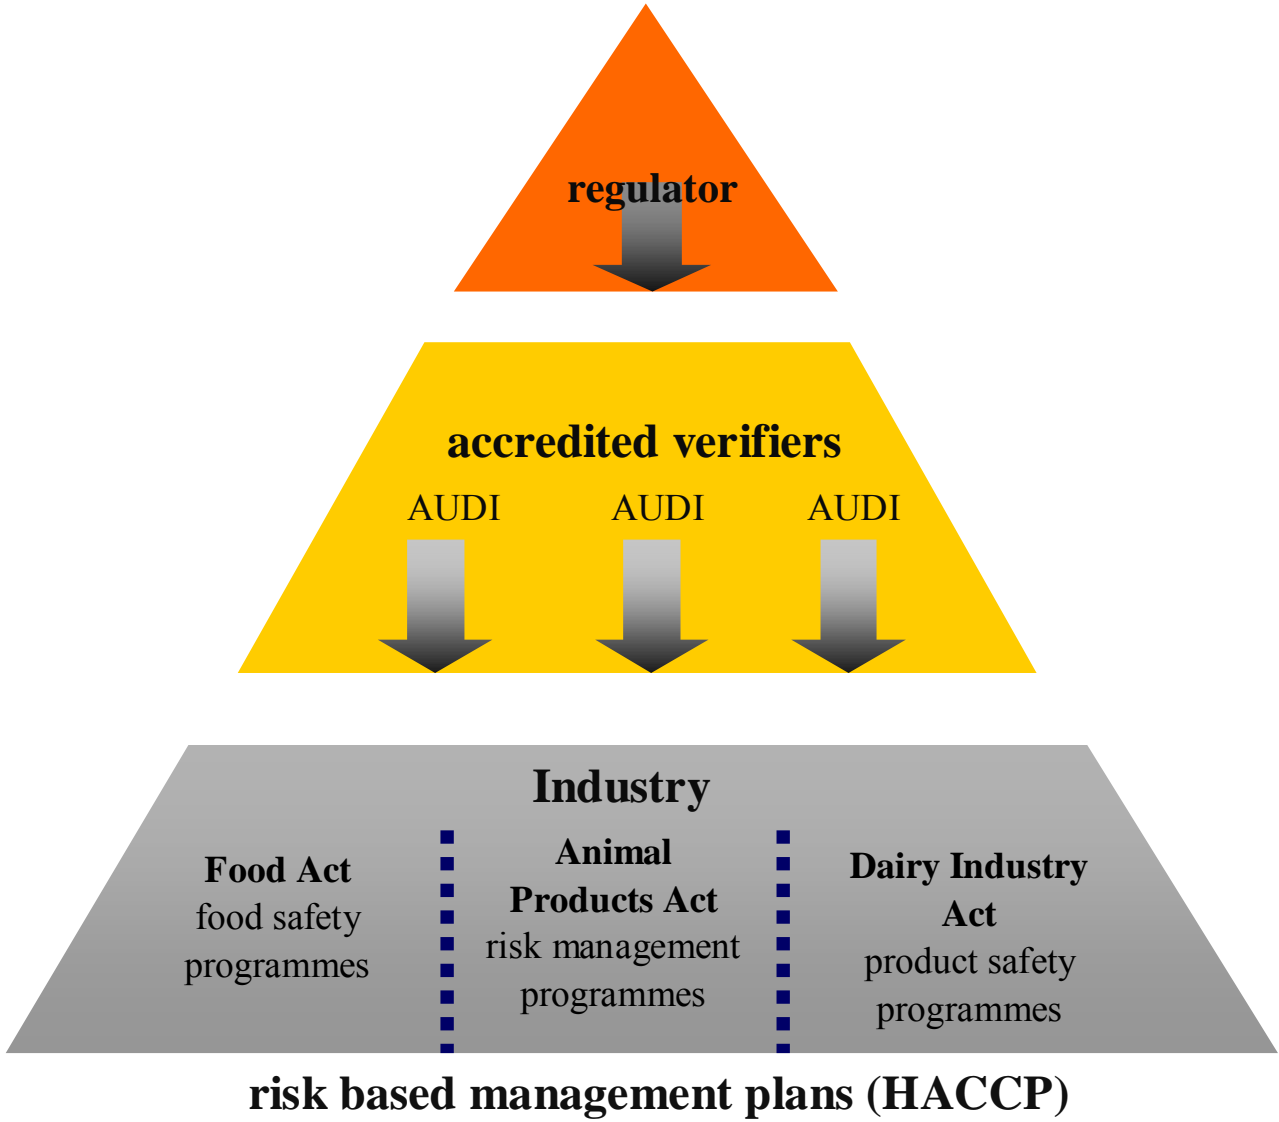 regulator
accredited verifiers
AUDI AUDI AUDI
Industry
Food Act
food safety
programmes
Animal
Products Act
risk management
programmes
Dairy Industry
Act
product safety
programmes
risk based management plans (HACCP)